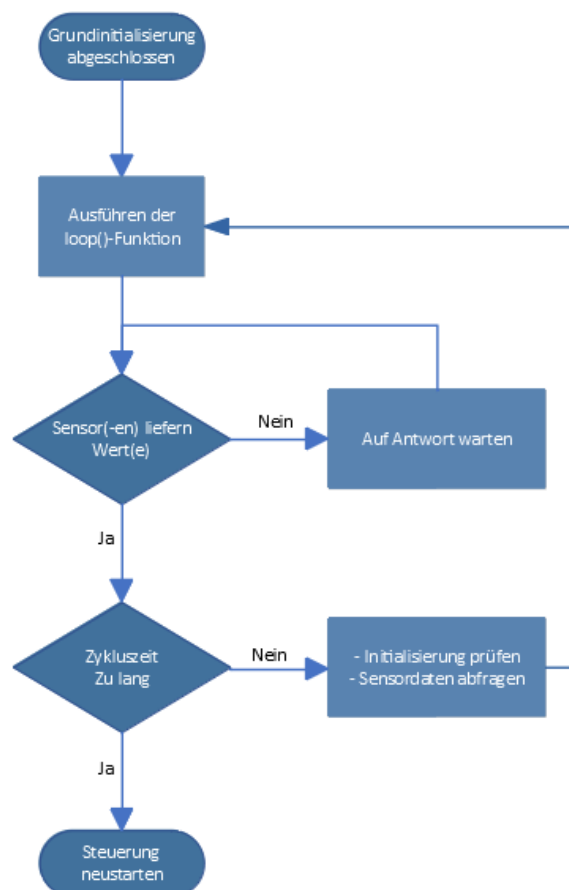 Grundinitialisierung
abgeschlossen
Ausführen der
loop()-Funktion
Sensor(-en) liefern
Wert(e)
Nein
Auf Antwort warten
Ja
Zykluszeit
Zu lang
Nein
- Initialisierung prüfen
- Sensordaten abfragen
Ja
Steuerung
neustarten